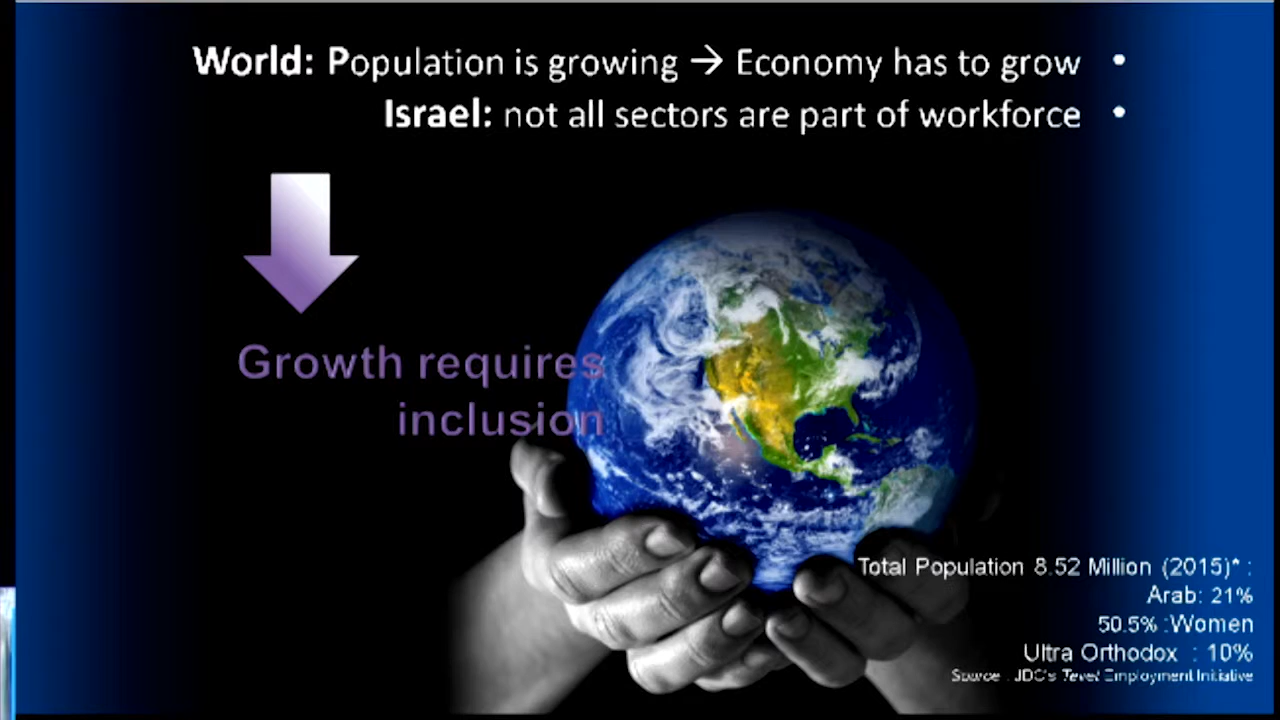 World: Population is growing → Economy has to grow •
Israel: not all sectors are part of workforce •
Growth requires
inclusion
Total Population 8.52 Million (2015)* :
Arab: 21%
50.5% :Women
Ultra Orthodox : 10%
Source : JDC's Tevet Employment Initiative